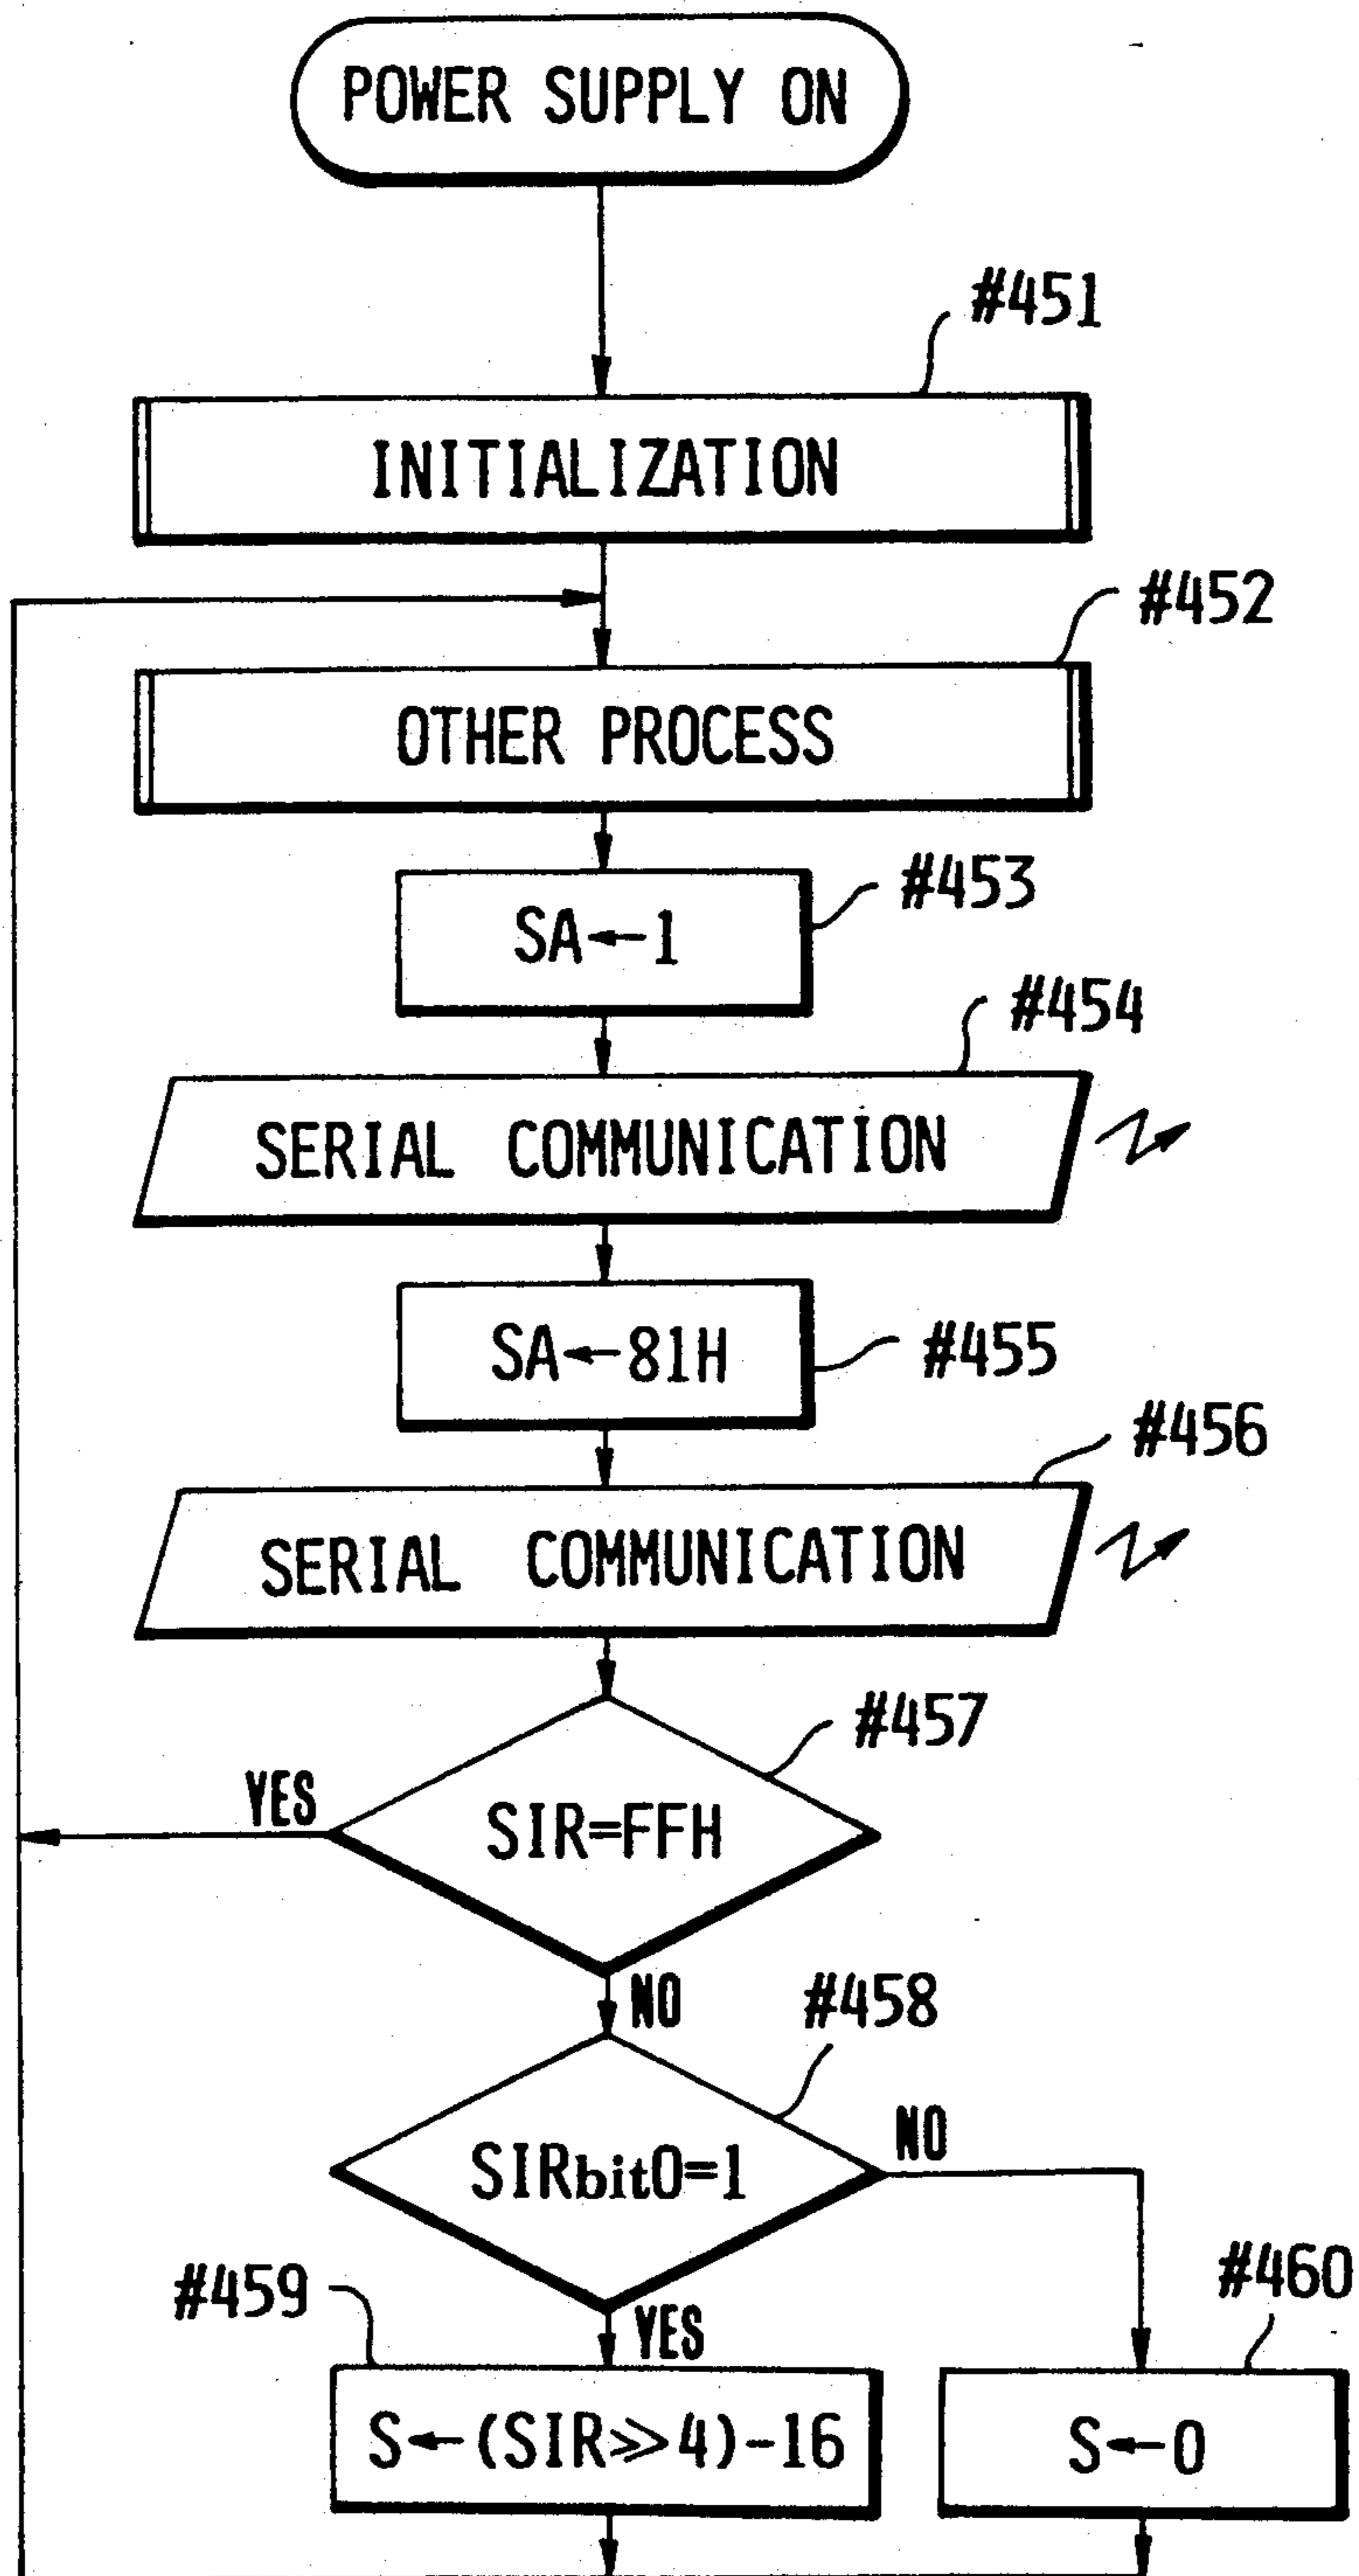 POWER SUPPLY ON
#451
INITIALIZATION
#452
OTHER PROCESS
#453
SA←1
#454
SERIAL COMMUNICATION
#455
SA←81H
#456
SERIAL COMMUNICATION
#457
YES
SIR=FFH
NO
#458
NO
SIRbit0=1
#459
YES
#460
S←(SIR≫4)-16
S←0